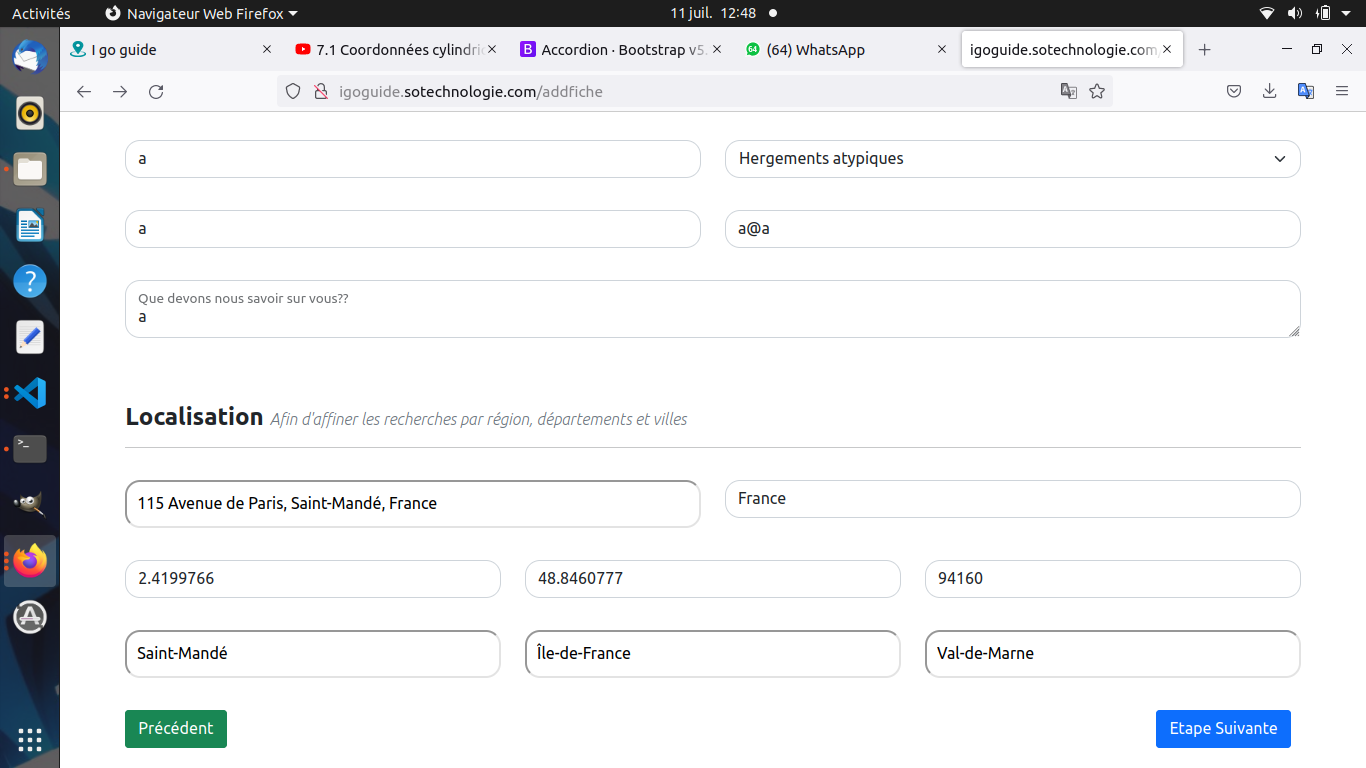 Activités Navigateur Web Firefox 11 juil. 12:48
I go guide 7.1 Coordonnées cylindri Accordion · Bootstrap v5. (64) WhatsApp igoguide.sotechnologie.com
igoguide.sotechnologie.com/addfiche
a Hergements atypiques
a a@a
Que devons nous savoir sur vous??
a
Localisation Afin d'affiner les recherches par région, départements et villes
115 Avenue de Paris, Saint-Mandé, France France
2.4199766 48.8460777 94160
Saint-Mandé Île-de-France Val-de-Marne
Précédent Etape Suivante